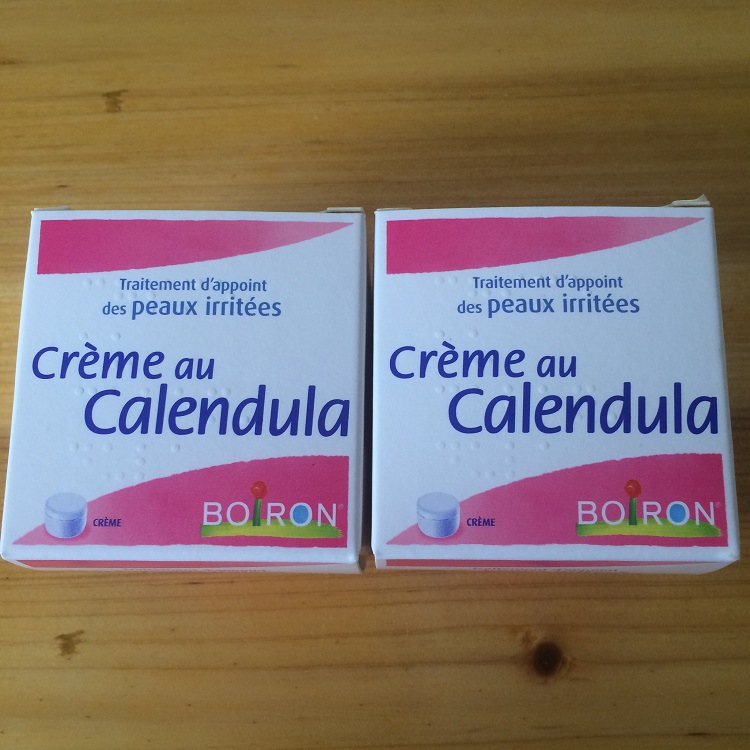 Traitement d'appoint
des peaux irritées
Crème au
Calendula
CRÈME
BOIRON
Traitement d'appoint
des peaux irritées
Crème au
Calendula
CRÈME
BOIRON